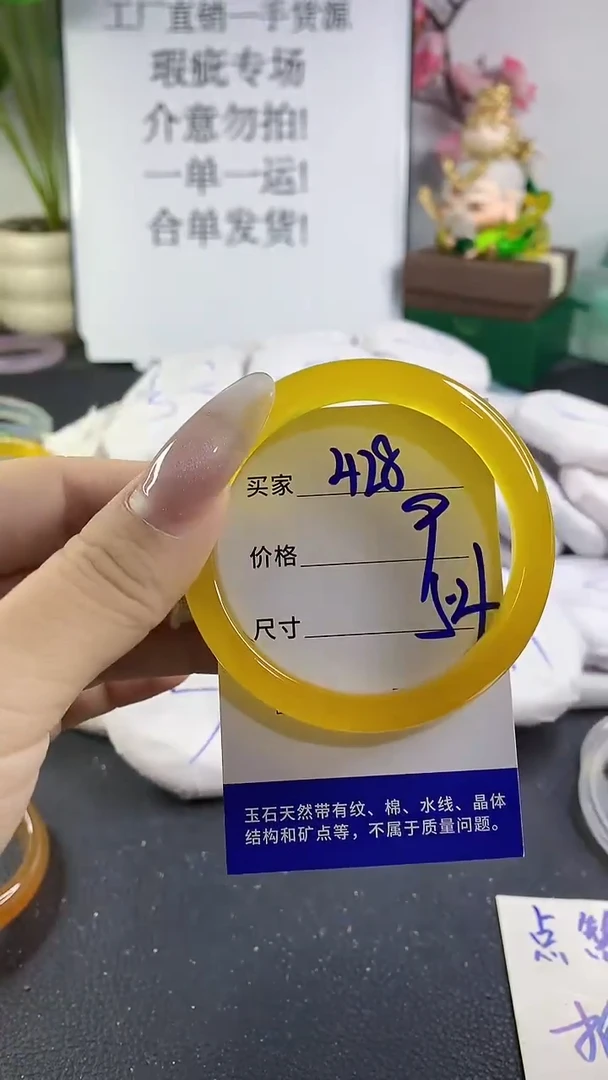 工厂直销一手货源
瑕疵专场
介意勿拍!
一单一运!
合单发货!
买家 428
价格
尺寸
玉石天然带有纹、棉、水线、晶体
结构和矿点等，不属于质量问题。
点